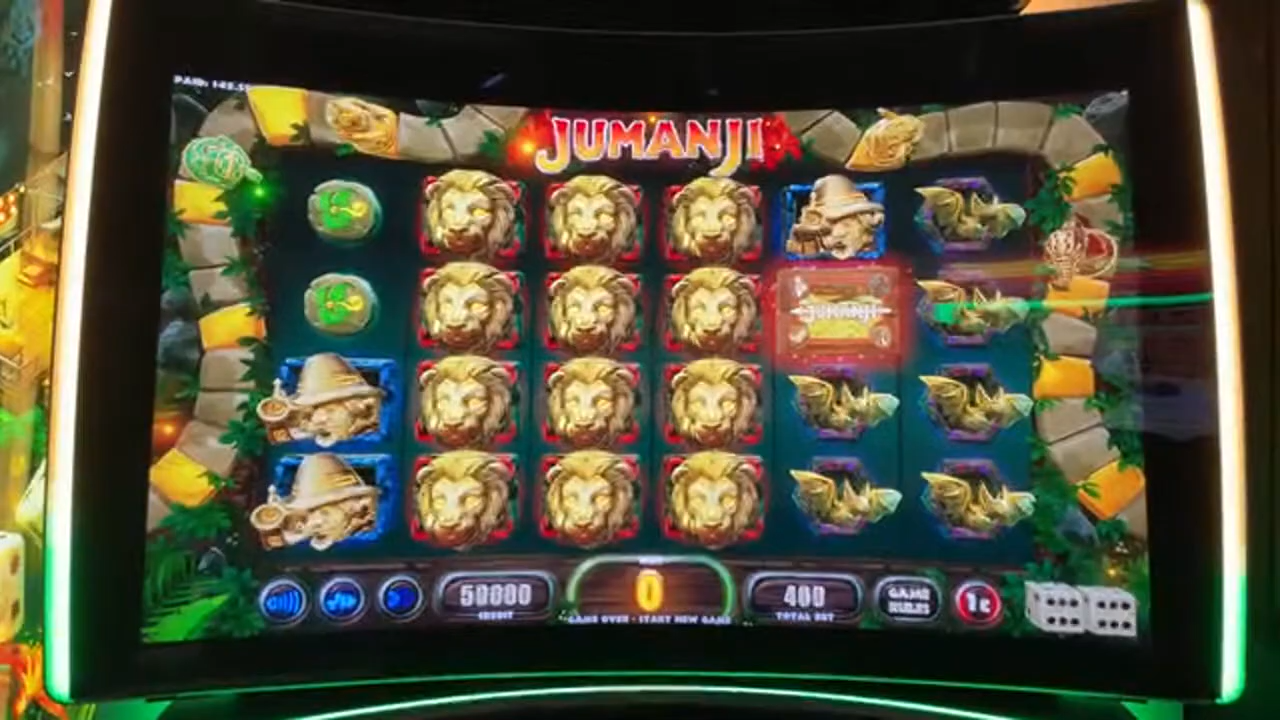 JUMANJI
JUMANJI
50000
CREDIT
0
GAME OVER - START NEW GAME
400
TOTAL BET
GAME
RULES
1¢